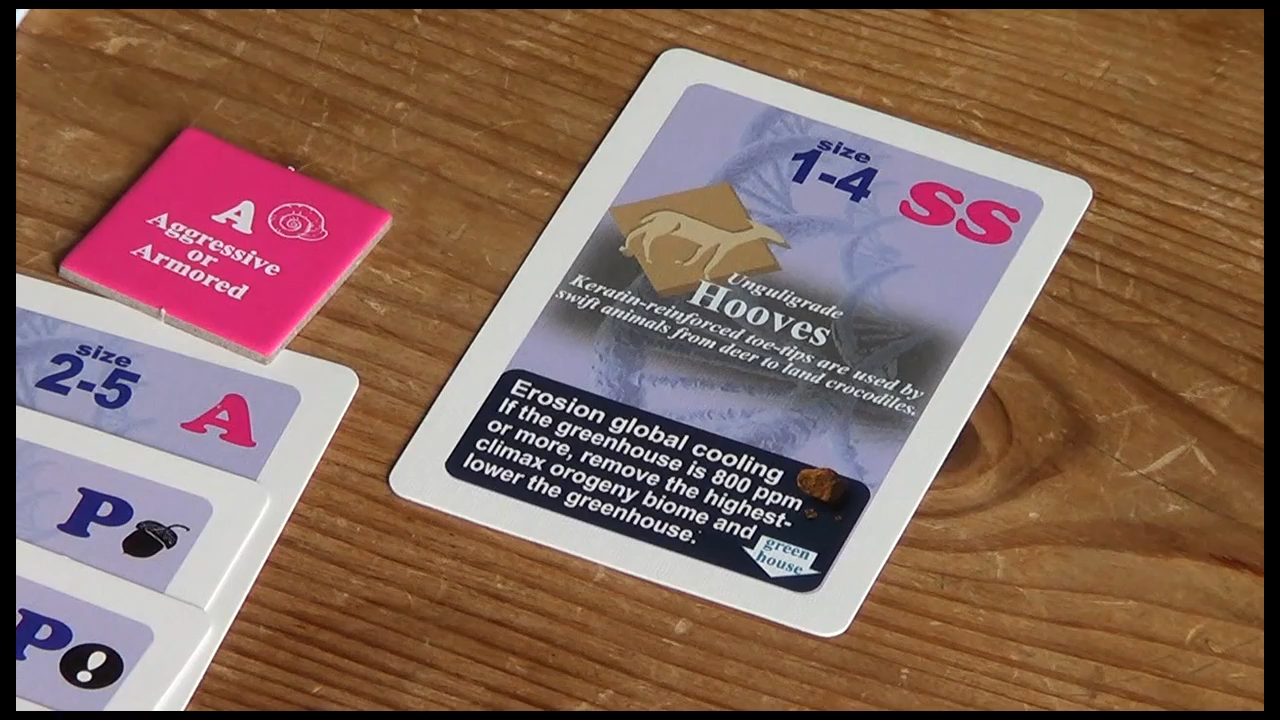 A
Aggressive
or
Armored
size
2-5
A
P
P!
size
1-4
SS
Unguligrade
Hooves
Keratin-reinforced toe-tips are used by
swift animals from deer to land crocodiles.
Erosion global cooling
If the greenhouse is 800 ppm
or more, remove the highest-
climax orogeny biome and
lower the greenhouse.
green
house